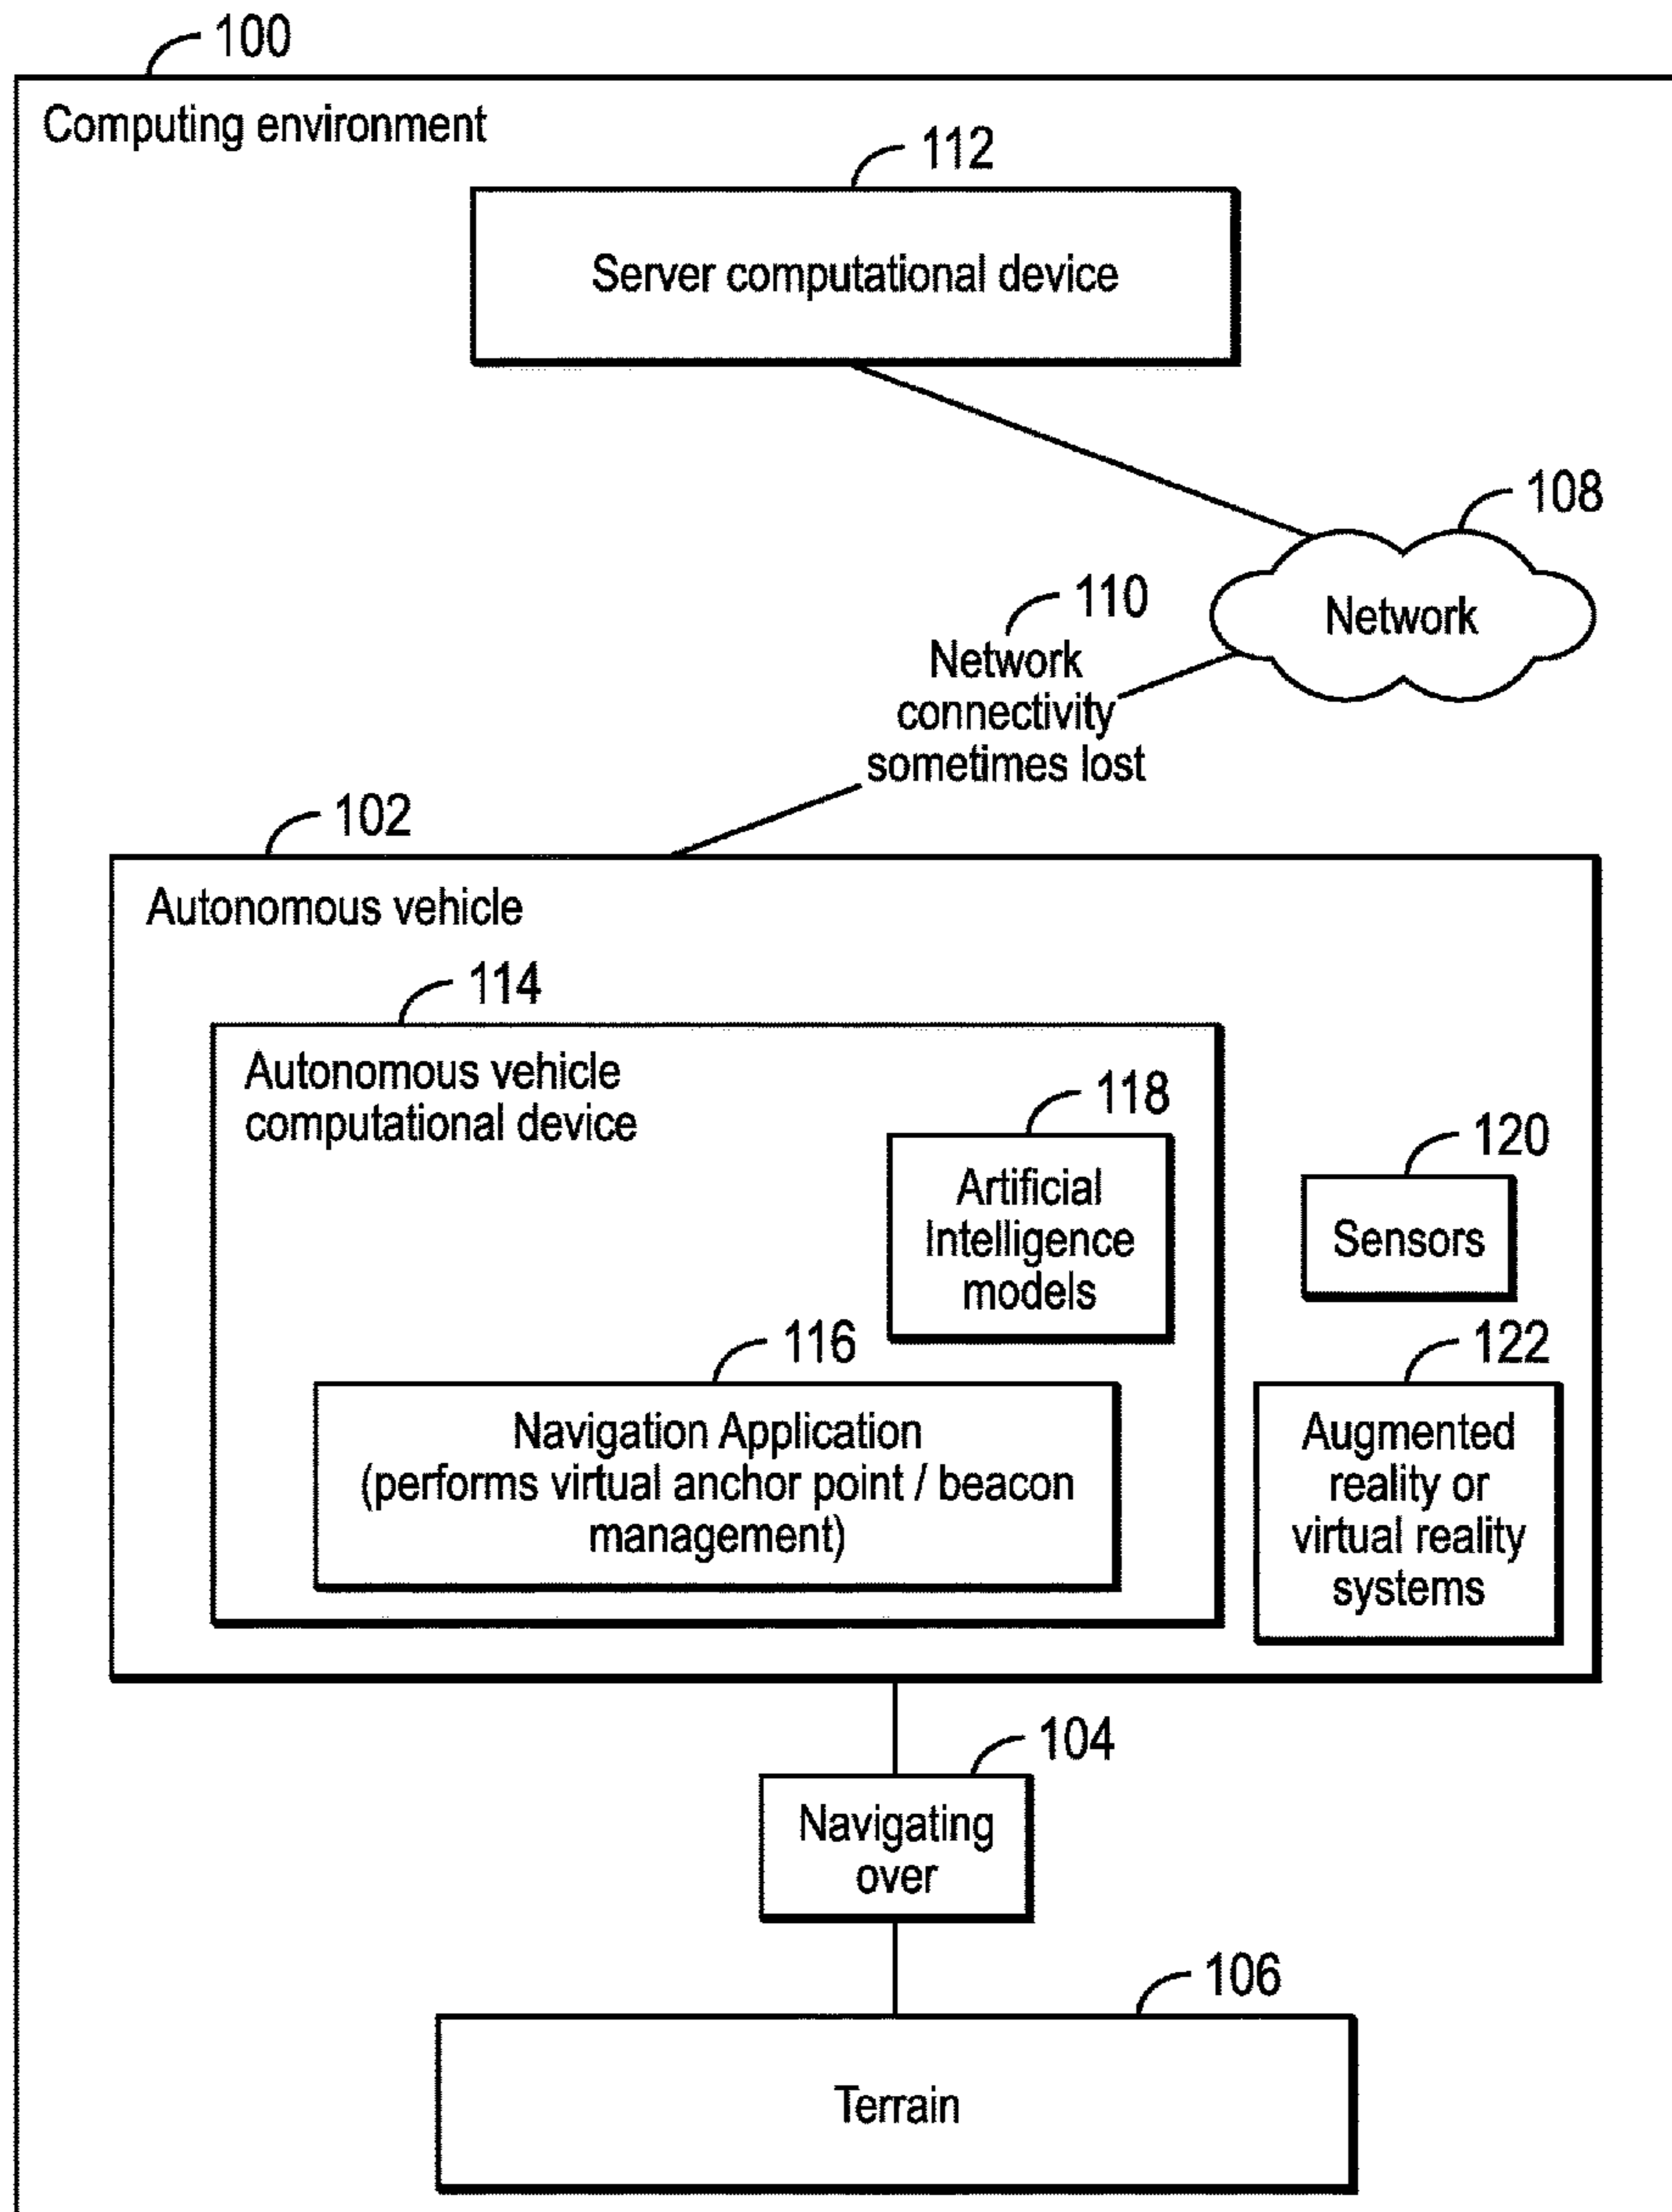 100
Computing environment
112
Server computational device
108
Network
110
Network
connectivity
sometimes lost
102
Autonomous vehicle
114
Autonomous vehicle
computational device
118
Artificial
Intelligence
models
120
Sensors
116
Navigation Application
(performs virtual anchor point / beacon
management)
122
Augmented
reality or
virtual reality
systems
104
Navigating
over
106
Terrain